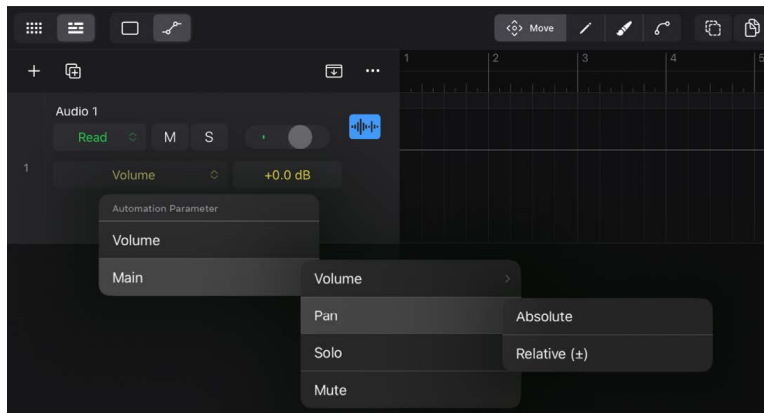 Move
1 2 3 4 5
Audio 1
Read M S
1
Volume +0.0 dB
Automation Parameter
Volume
Main
Volume
Pan
Absolute
Solo
Relative (±)
Mute